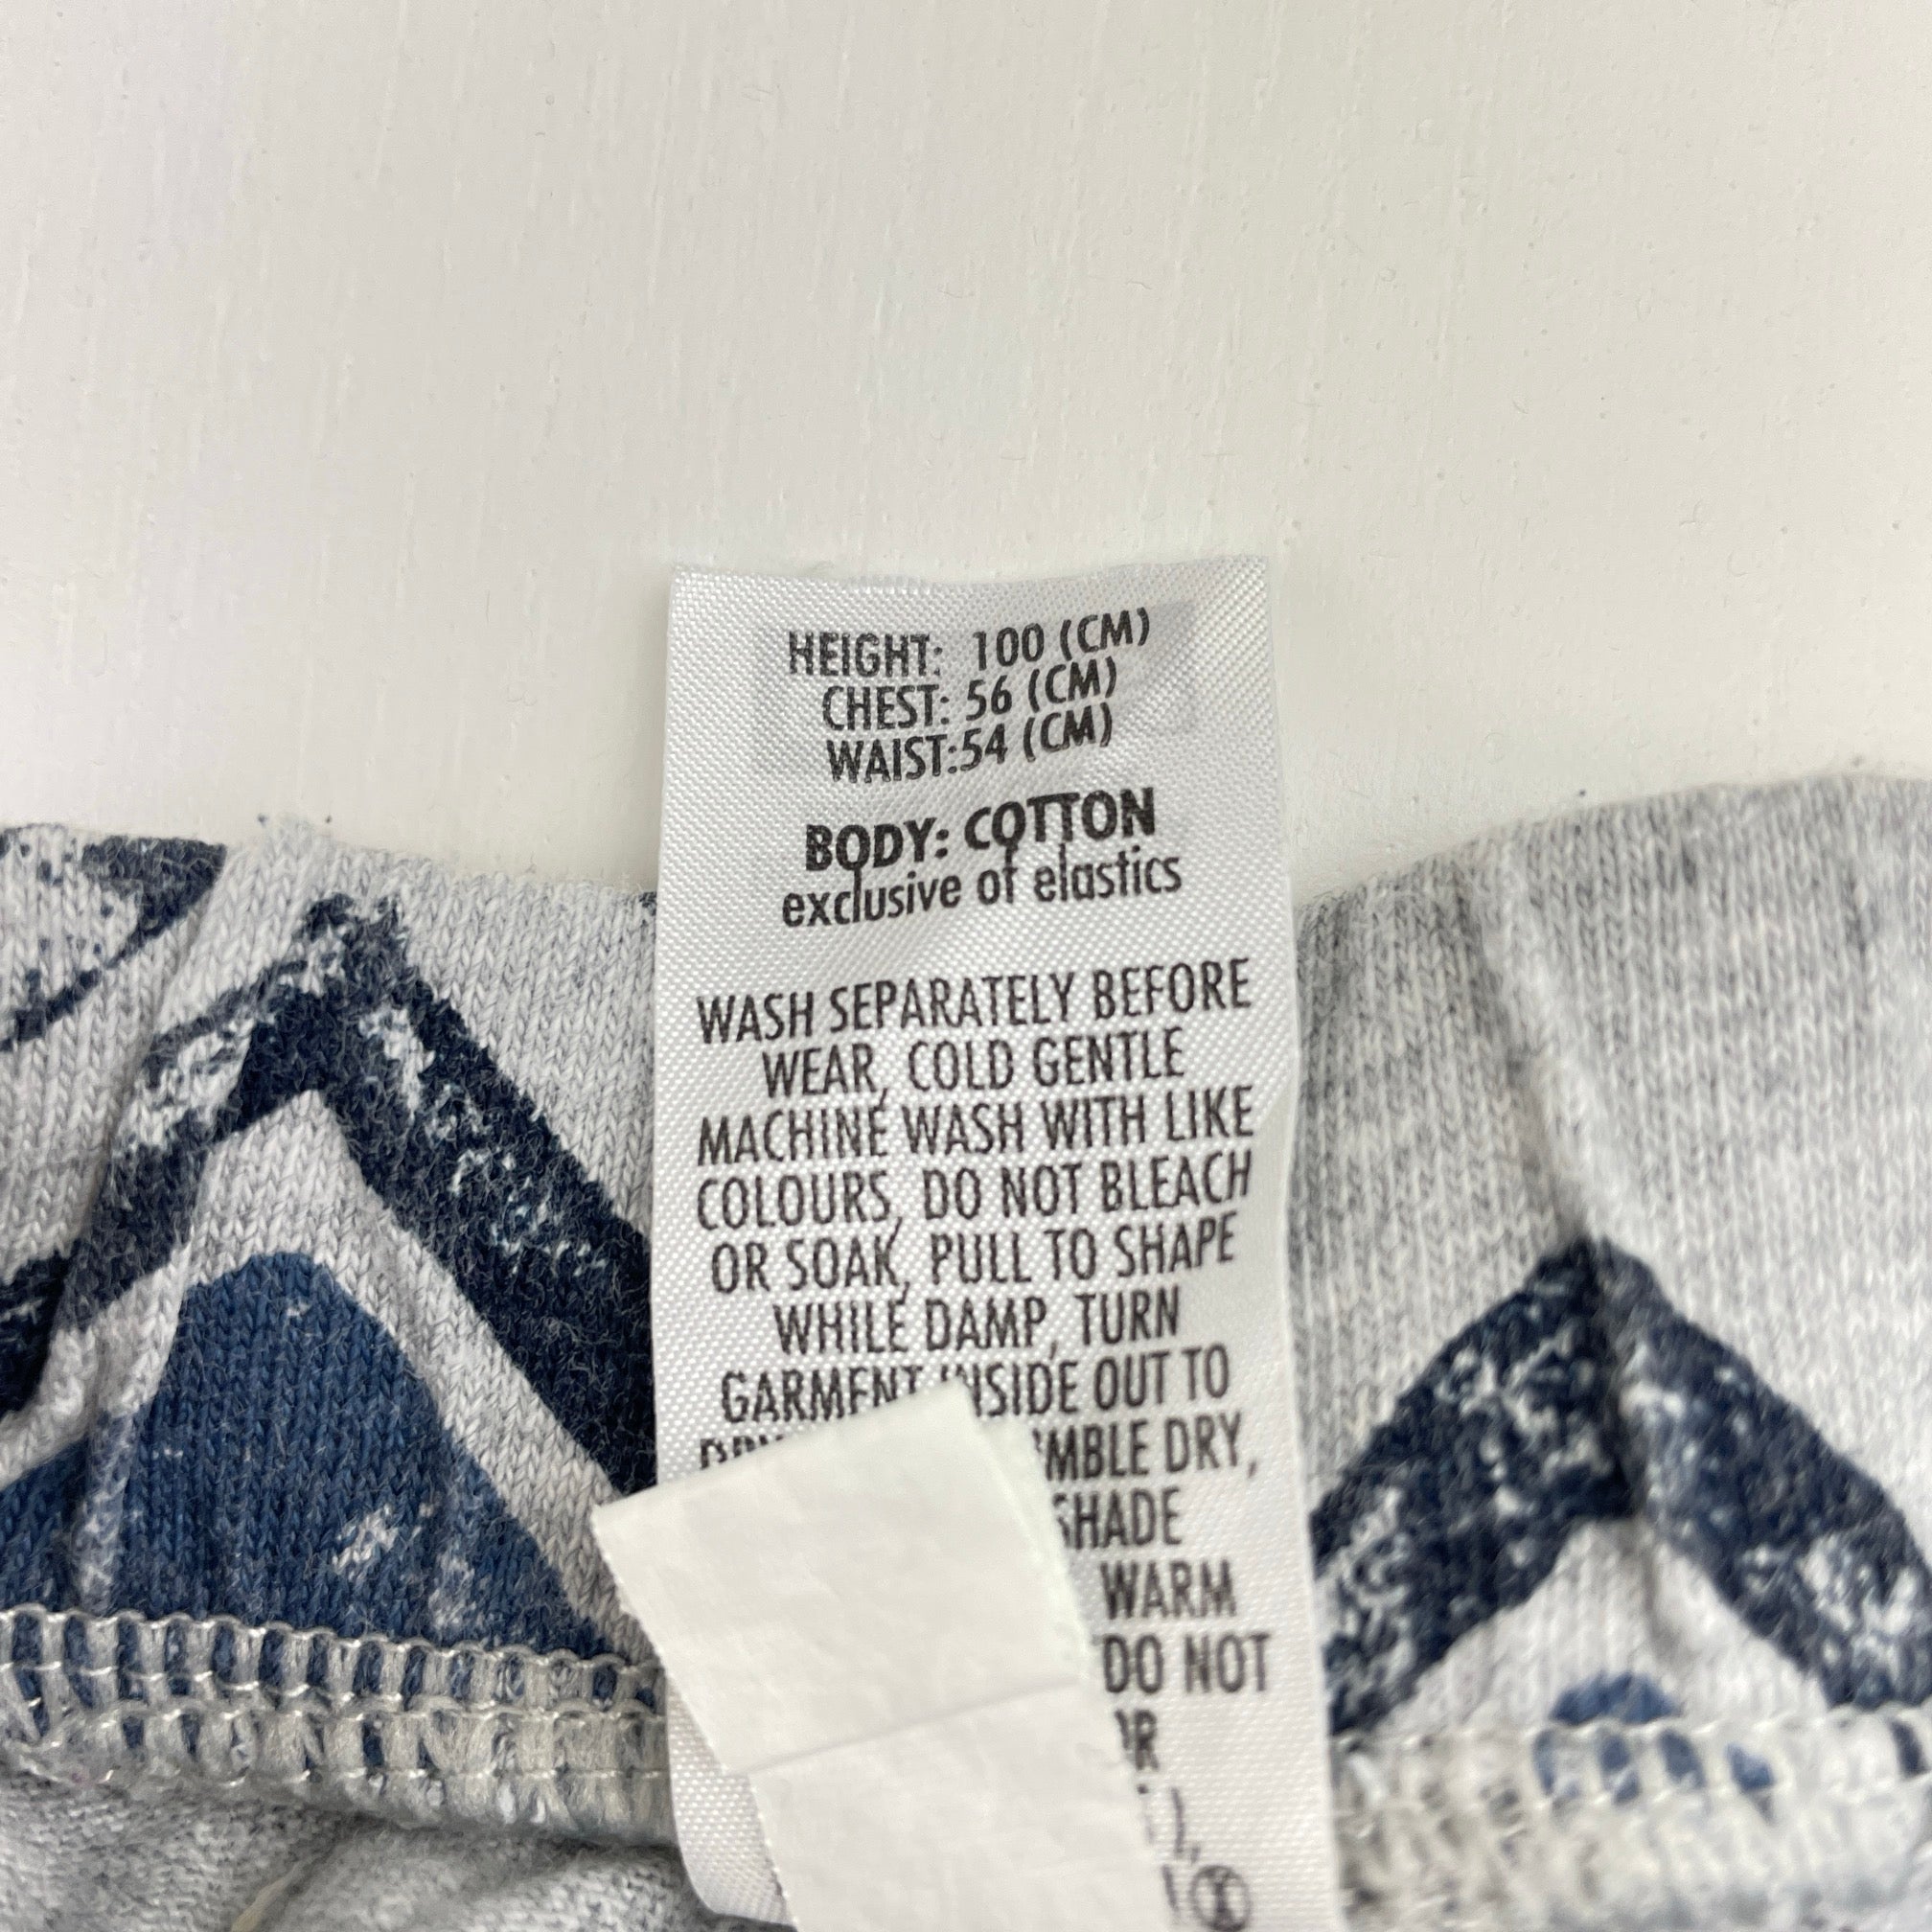 HEIGHT: 100 (CM)
CHEST: 56 (CM)
WAIST:54 (CM)
BODY: COTTON
exclusive of elastics
WASH SEPARATELY BEFORE
WEAR, COLD GENTLE
MACHINE WASH WITH LIKE
COLOURS, DO NOT BLEACH
OR SOAK, PULL TO SHAPE
WHILE DAMP, TURN
GARMENT INSIDE OUT TO
DRY,
SHADE
WARM
DO NOT